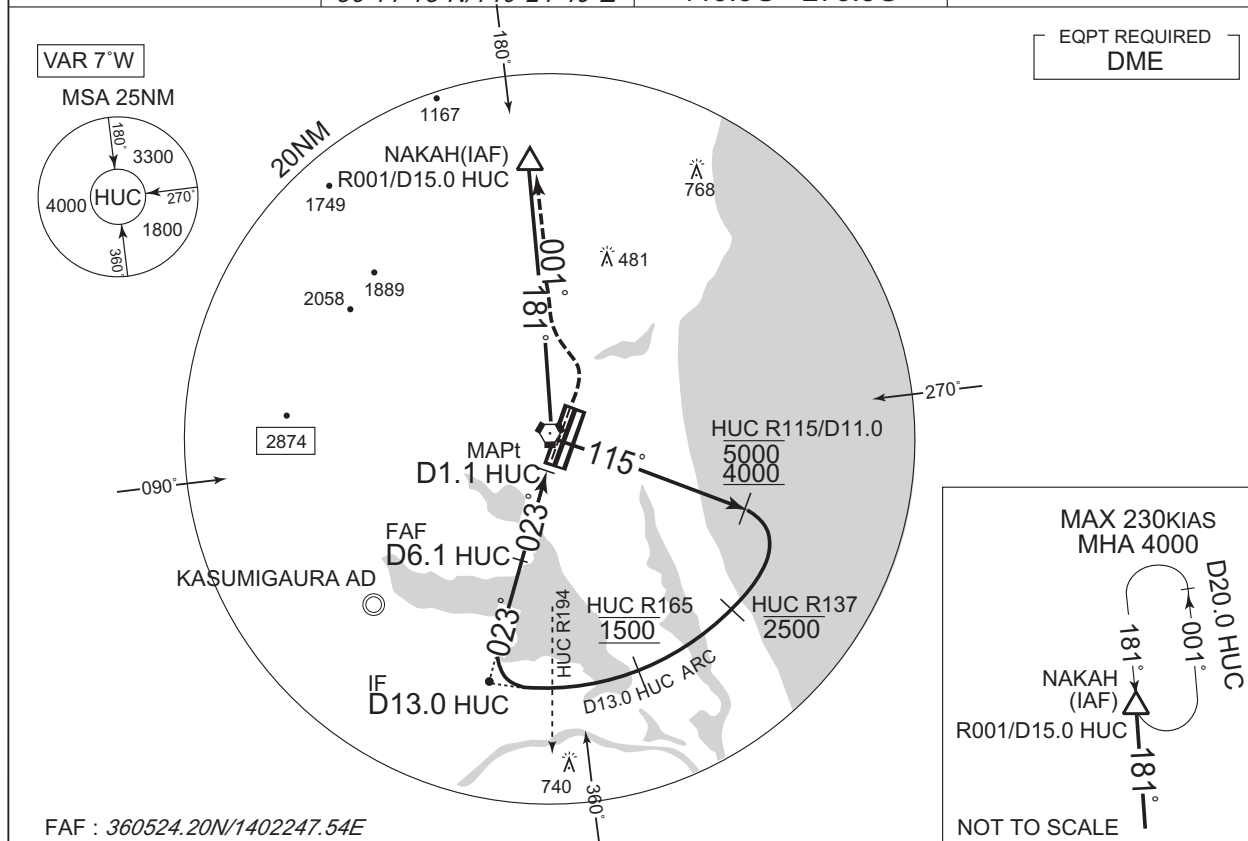 180°
EQPT REQUIRED
DME
VAR 7°W
MSA 25NM
180°
3300
4000
HUC
270°
1800
360°
20NM
1167
NAKAH(IAF)
R001/D15.0 HUC
768
1749
481
001°
181°
1889
2058
270°
2874
MAPt
D1.1 HUC
115°
HUC R115/D11.0
5000
4000
090°
023°
FAF
D6.1 HUC
KASUMIGAURA AD
HUC R194
HUC R165
1500
HUC R137
2500
023°
IF
D13.0 HUC
D13.0 HUC ARC
740
360°
FAF : 360524.20N/1402247.54E
MAX 230KIAS
MHA 4000
D20.0 HUC
181°
001°
NAKAH
(IAF)
R001/D15.0 HUC
181°
NOT TO SCALE